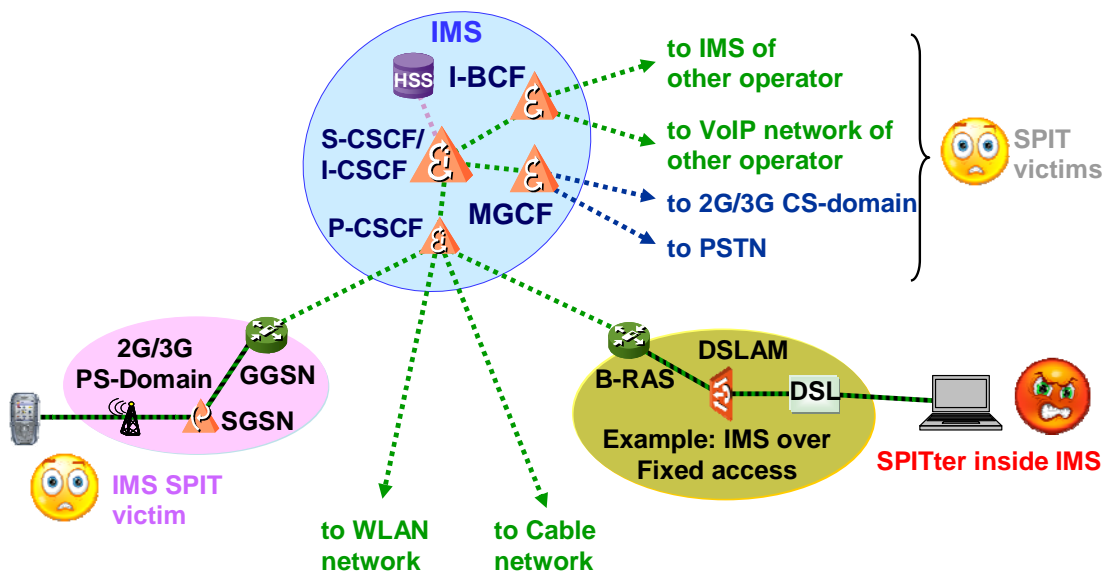 IMS
HSS
I-BCF
S-CSCF/
I-CSCF
MGCF
P-CSCF
to IMS of
other operator
to VoIP network of
other operator
to 2G/3G CS-domain
to PSTN
SPIT
victims
2G/3G
PS-Domain
GGSN
SGSN
IMS SPIT
victim
to WLAN
network
to Cable
network
B-RAS
DSLAM
DSL
Example: IMS over
Fixed access
SPITter inside IMS